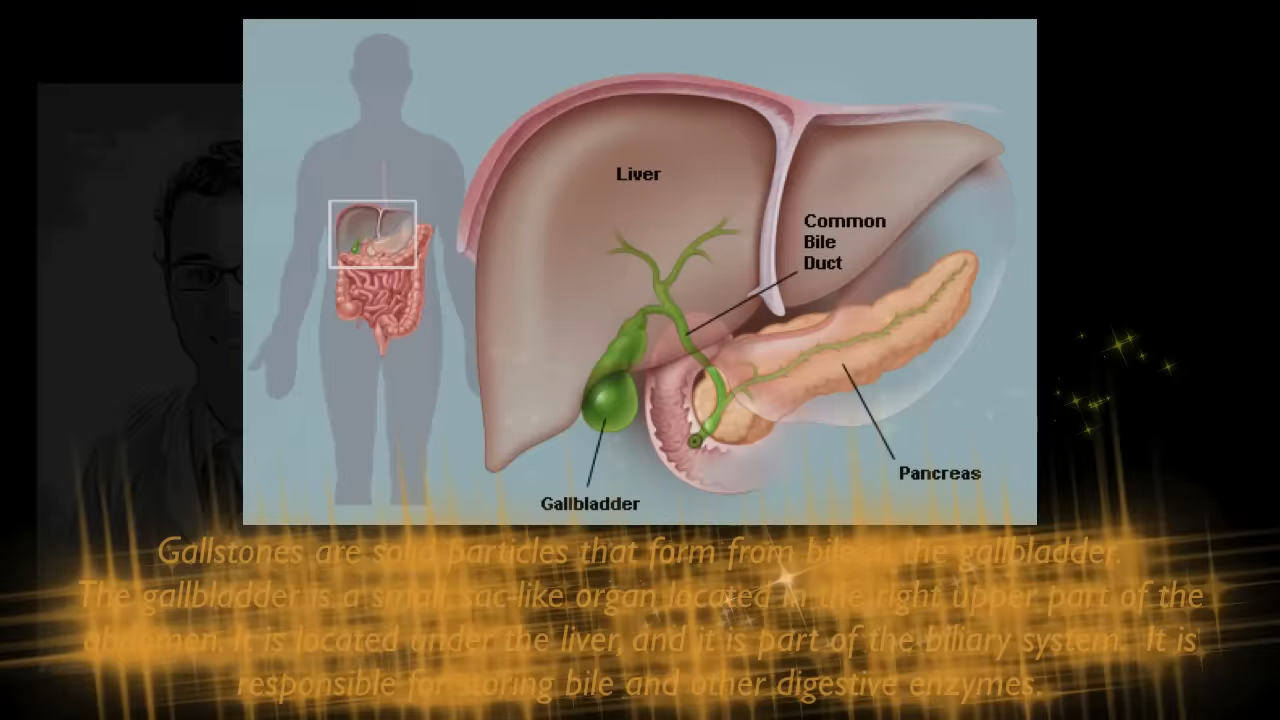 Liver
Common
Bile
Duct
Pancreas
Gallbladder
Gallstones are solid particles that form from bile in the gallbladder.
The gallbladder is a small sac-like organ located in the right upper part of the
abdomen. It is located under the liver, and it is part of the biliary system. It is
responsible for storing bile and other digestive enzymes.